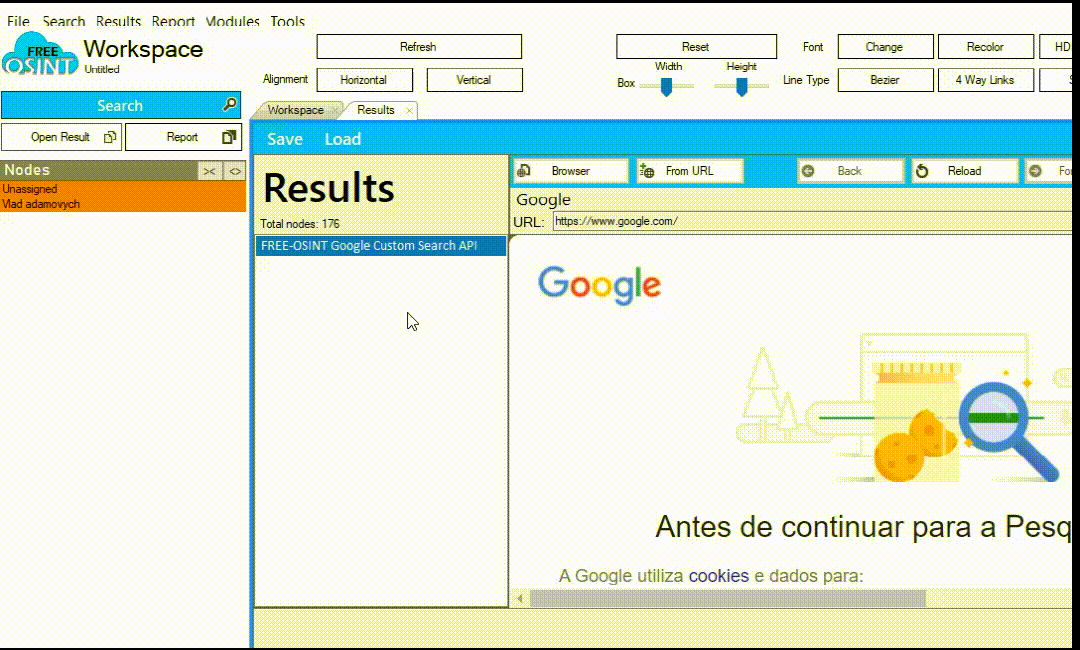 File Search Results Report Modules Tools
FREE
OSINT
Workspace
Untitled
Refresh
Reset
Font
Change
Recolor
HD
Alignment
Horizontal
Vertical
Box
Width
Height
Line Type
Bezier
4 Way Links
S
Search
Open Result
Report
Nodes
><
<>
Unassigned
Vlad adamovych
Workspace ×
Results ×
Save Load
Results
Total nodes: 176
FREE-OSINT Google Custom Search API
Browser
From URL
Back
Reload
Fo
Google
URL: https://www.google.com/
Google
Antes de continuar para a Pesq
A Google utiliza cookies e dados para: